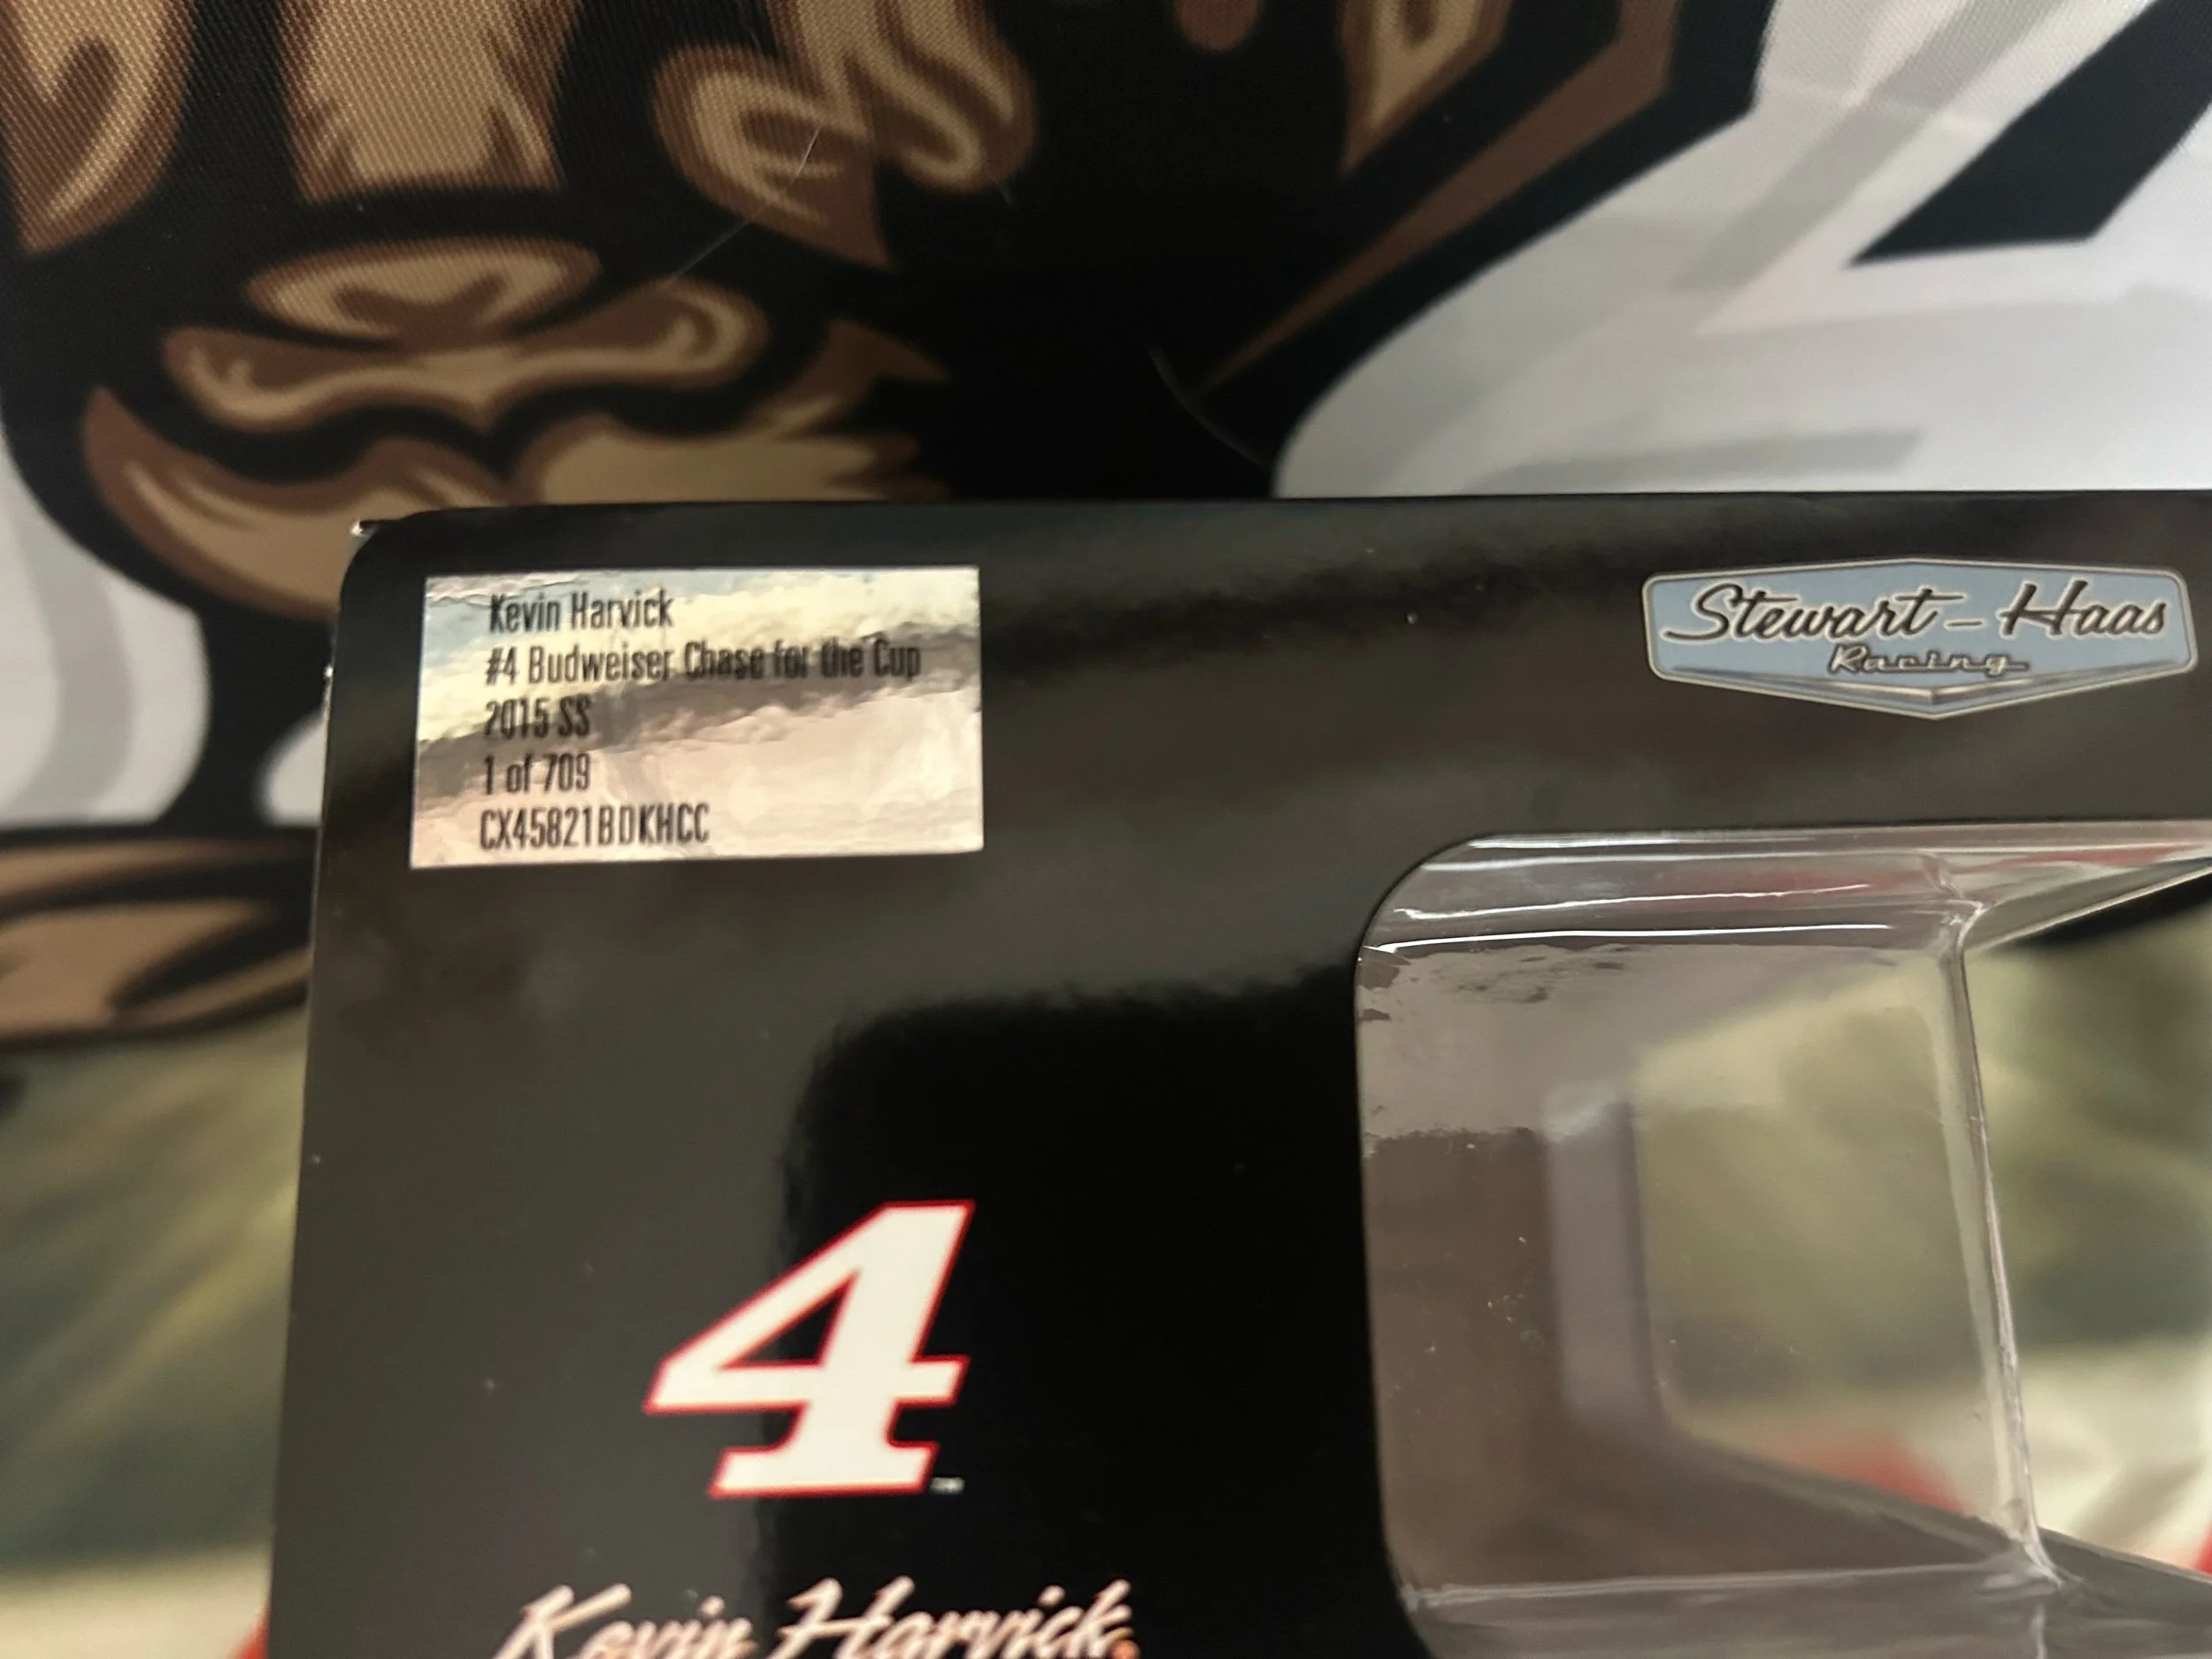 Kevin Harvick
#4 Budweiser Chase for the Cup
2015 SS
1 of 709
CX45821BDKHCC
Stewart-Haas
Racing
4
Kevin Harvick